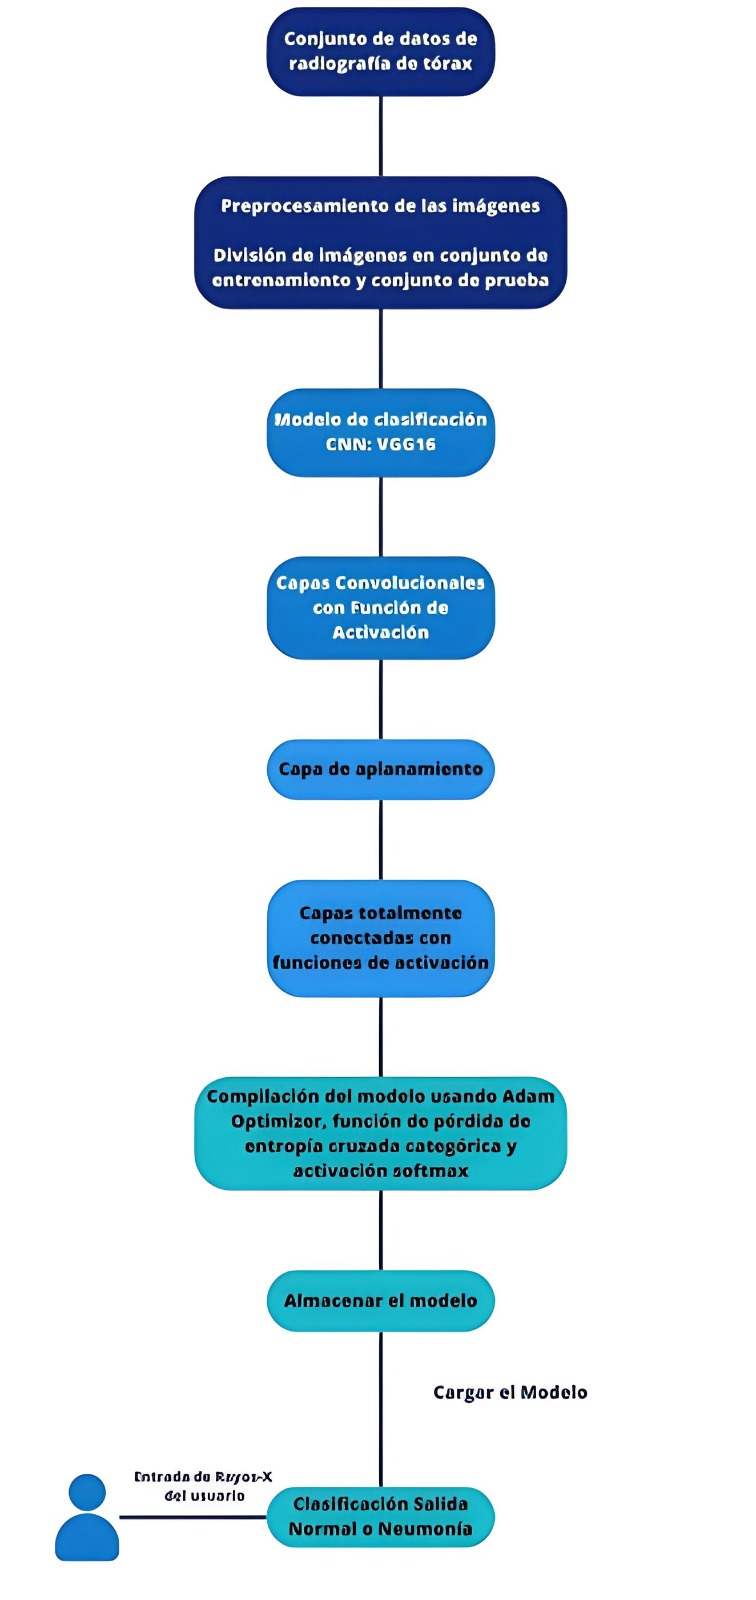 Conjunto de datos de
radiografía de tórax
Preprocesamiento de las imágenes
División de imágenes en conjunto de
entrenamiento y conjunto de prueba
Modelo de clasificación
CNN: VGG16
Capas Convolucionales
con Función de
Activación
Capa de aplanamiento
Capas totalmente
conectadas con
funciones de activación
Compilación del modelo usando Adam
Optimizer, función de pérdida de
entropía cruzada categórica y
activación softmax
Almacenar el modelo
Cargar el Modelo
Entrada de Rayos-X
del usuario
Clasificación Salida
Normal o Neumonía